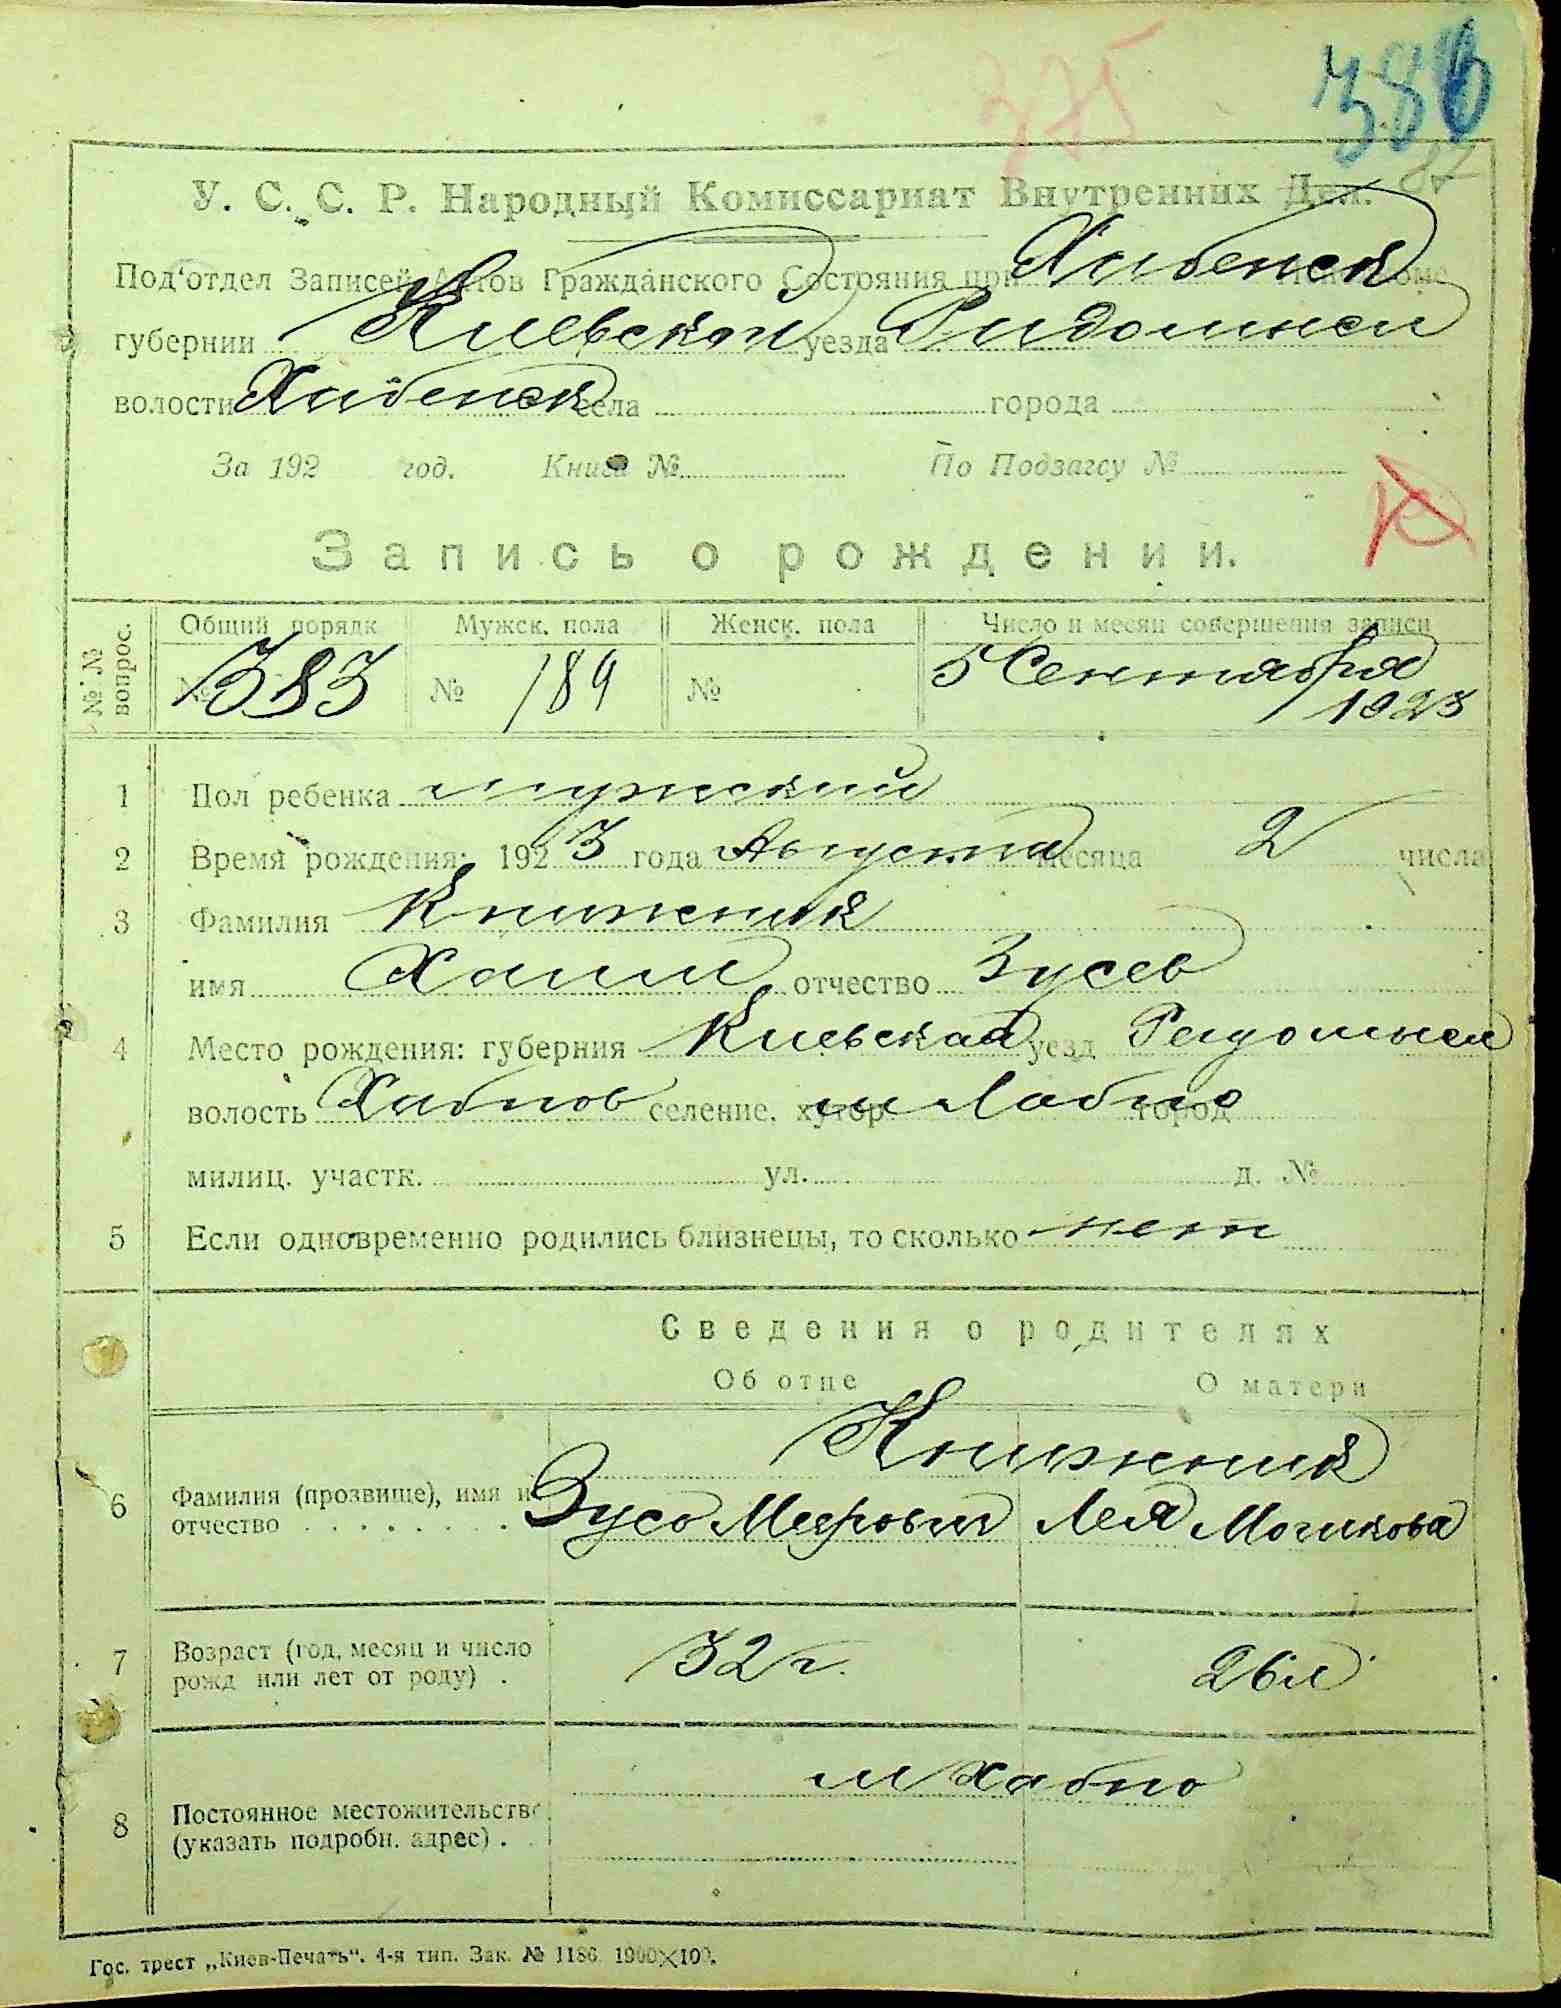 375 386
87
У. С. С. Р. Народный Комиссариат Внутренних Дел.
Под'отдел Записей Актов Гражданского Состояния при Хабенск
губернии Киевской уезда
волости Хабенск села города
За 192 год. Книга № По Подзагсу №
Запись о рождении.
№ № вопрос. Общий порядк Мужск. пола Женск. пола Число и месяц совершения записи
№ 383 № 189 № 5 Сентября 1923
1 Пол ребенка мужский
2 Время рождения: 1923 года Августа месяца 2 числа
3 Фамилия Книжник
имя Хаим отчество Зусев
4 Место рождения: губерния Киевская уезд
волость Хабнов селение, хутор м Хабно город
милиц. участк. ул. д. №
5 Если одновременно родились близнецы, то сколько нет
Сведения о родителях
Об отце О матери
Книжник
6 Фамилия (прозвище), имя и Зусо Меерович Лея Мошкова
отчество
7 Возраст (год, месяц и число 32 г. 26 л
рожд или лет от роду) .
м Хабно
8 Постоянное местожительство
(указать подробн. адрес) .
Гос. трест „Киев-Печать“. 4-я тип. Зак. № 1186 1900×100.